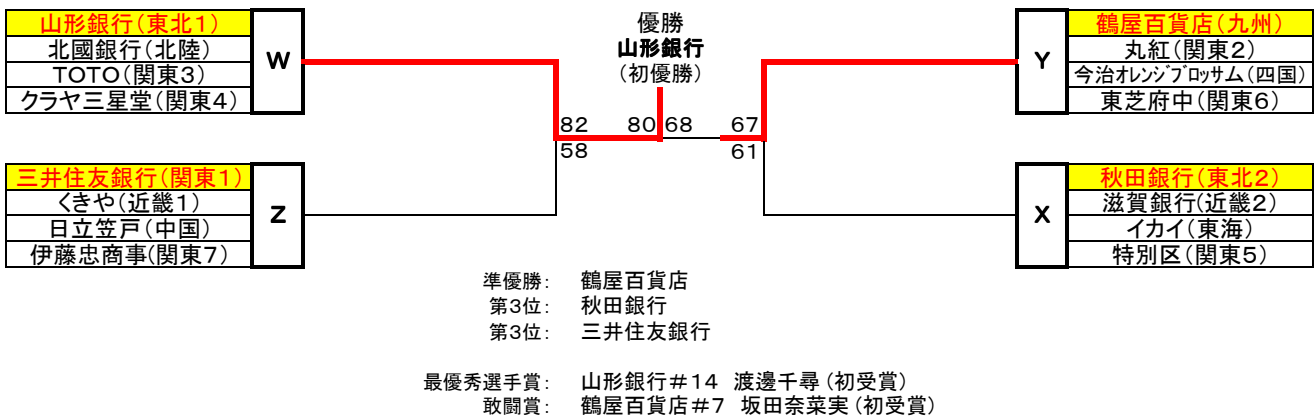 山形銀行(東北1)
北國銀行(北陸)
TOTO(関東3)
クラヤ三星堂(関東4)
W
優勝
山形銀行
(初優勝)
Y
鶴屋百貨店(九州)
丸紅(関東2)
今治オレンジブロッサム(四国)
東芝府中(関東6)
82 80 68 67
58 61
三井住友銀行(関東1)
くきや(近畿1)
日立笠戸(中国)
伊藤忠商事(関東7)
Z
X
秋田銀行(東北2)
滋賀銀行(近畿2)
イカイ(東海)
特別区(関東5)
準優勝: 鶴屋百貨店
第3位: 秋田銀行
第3位: 三井住友銀行
最優秀選手賞: 山形銀行#14 渡邊千尋(初受賞)
敢闘賞: 鶴屋百貨店#7 坂田奈菜実(初受賞)